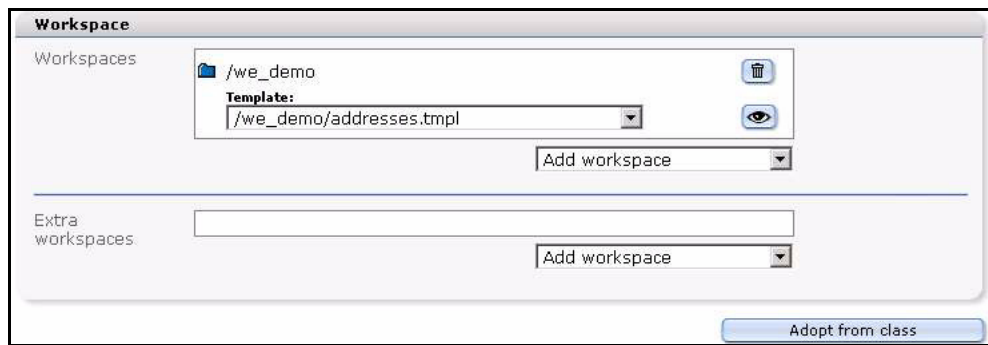 Workspace
Workspaces
/we_demo
Template:
/we_demo/addresses.tmpl
Add workspace
Extra
workspaces
Add workspace
Adopt from class